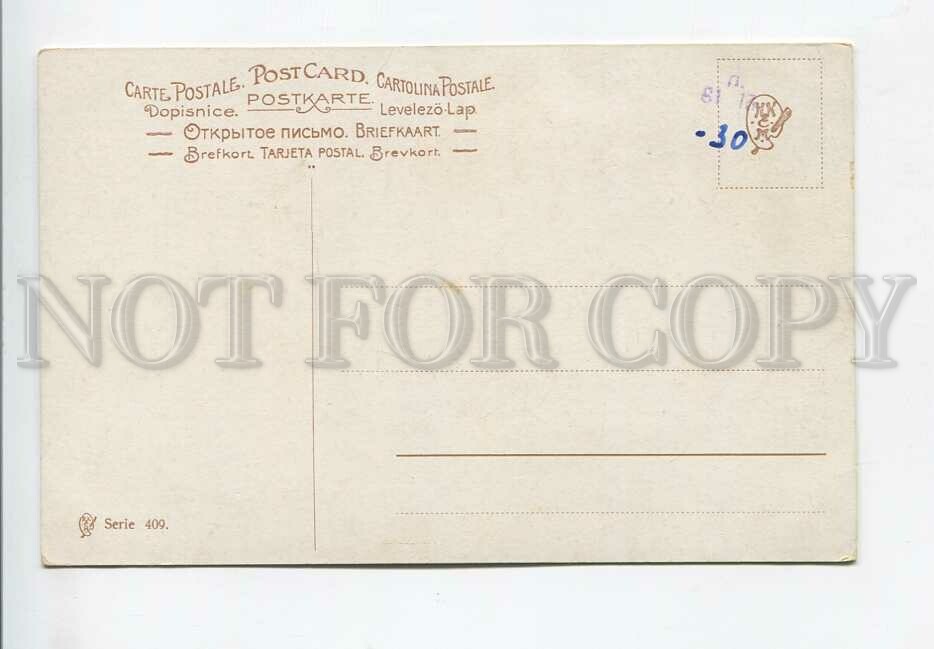 CARTE POSTALE. POST CARD. CARTOLINA POSTALE.
Dopisnice. POSTKARTE. Levelező-Lap
— ОТКРЫТОЕ ПИСЬМО. BRIEFKAART. —
— Brefkort. TARJETA POSTAL. Brevkort. —
-30
NOT FOR COPY
Serie 409.